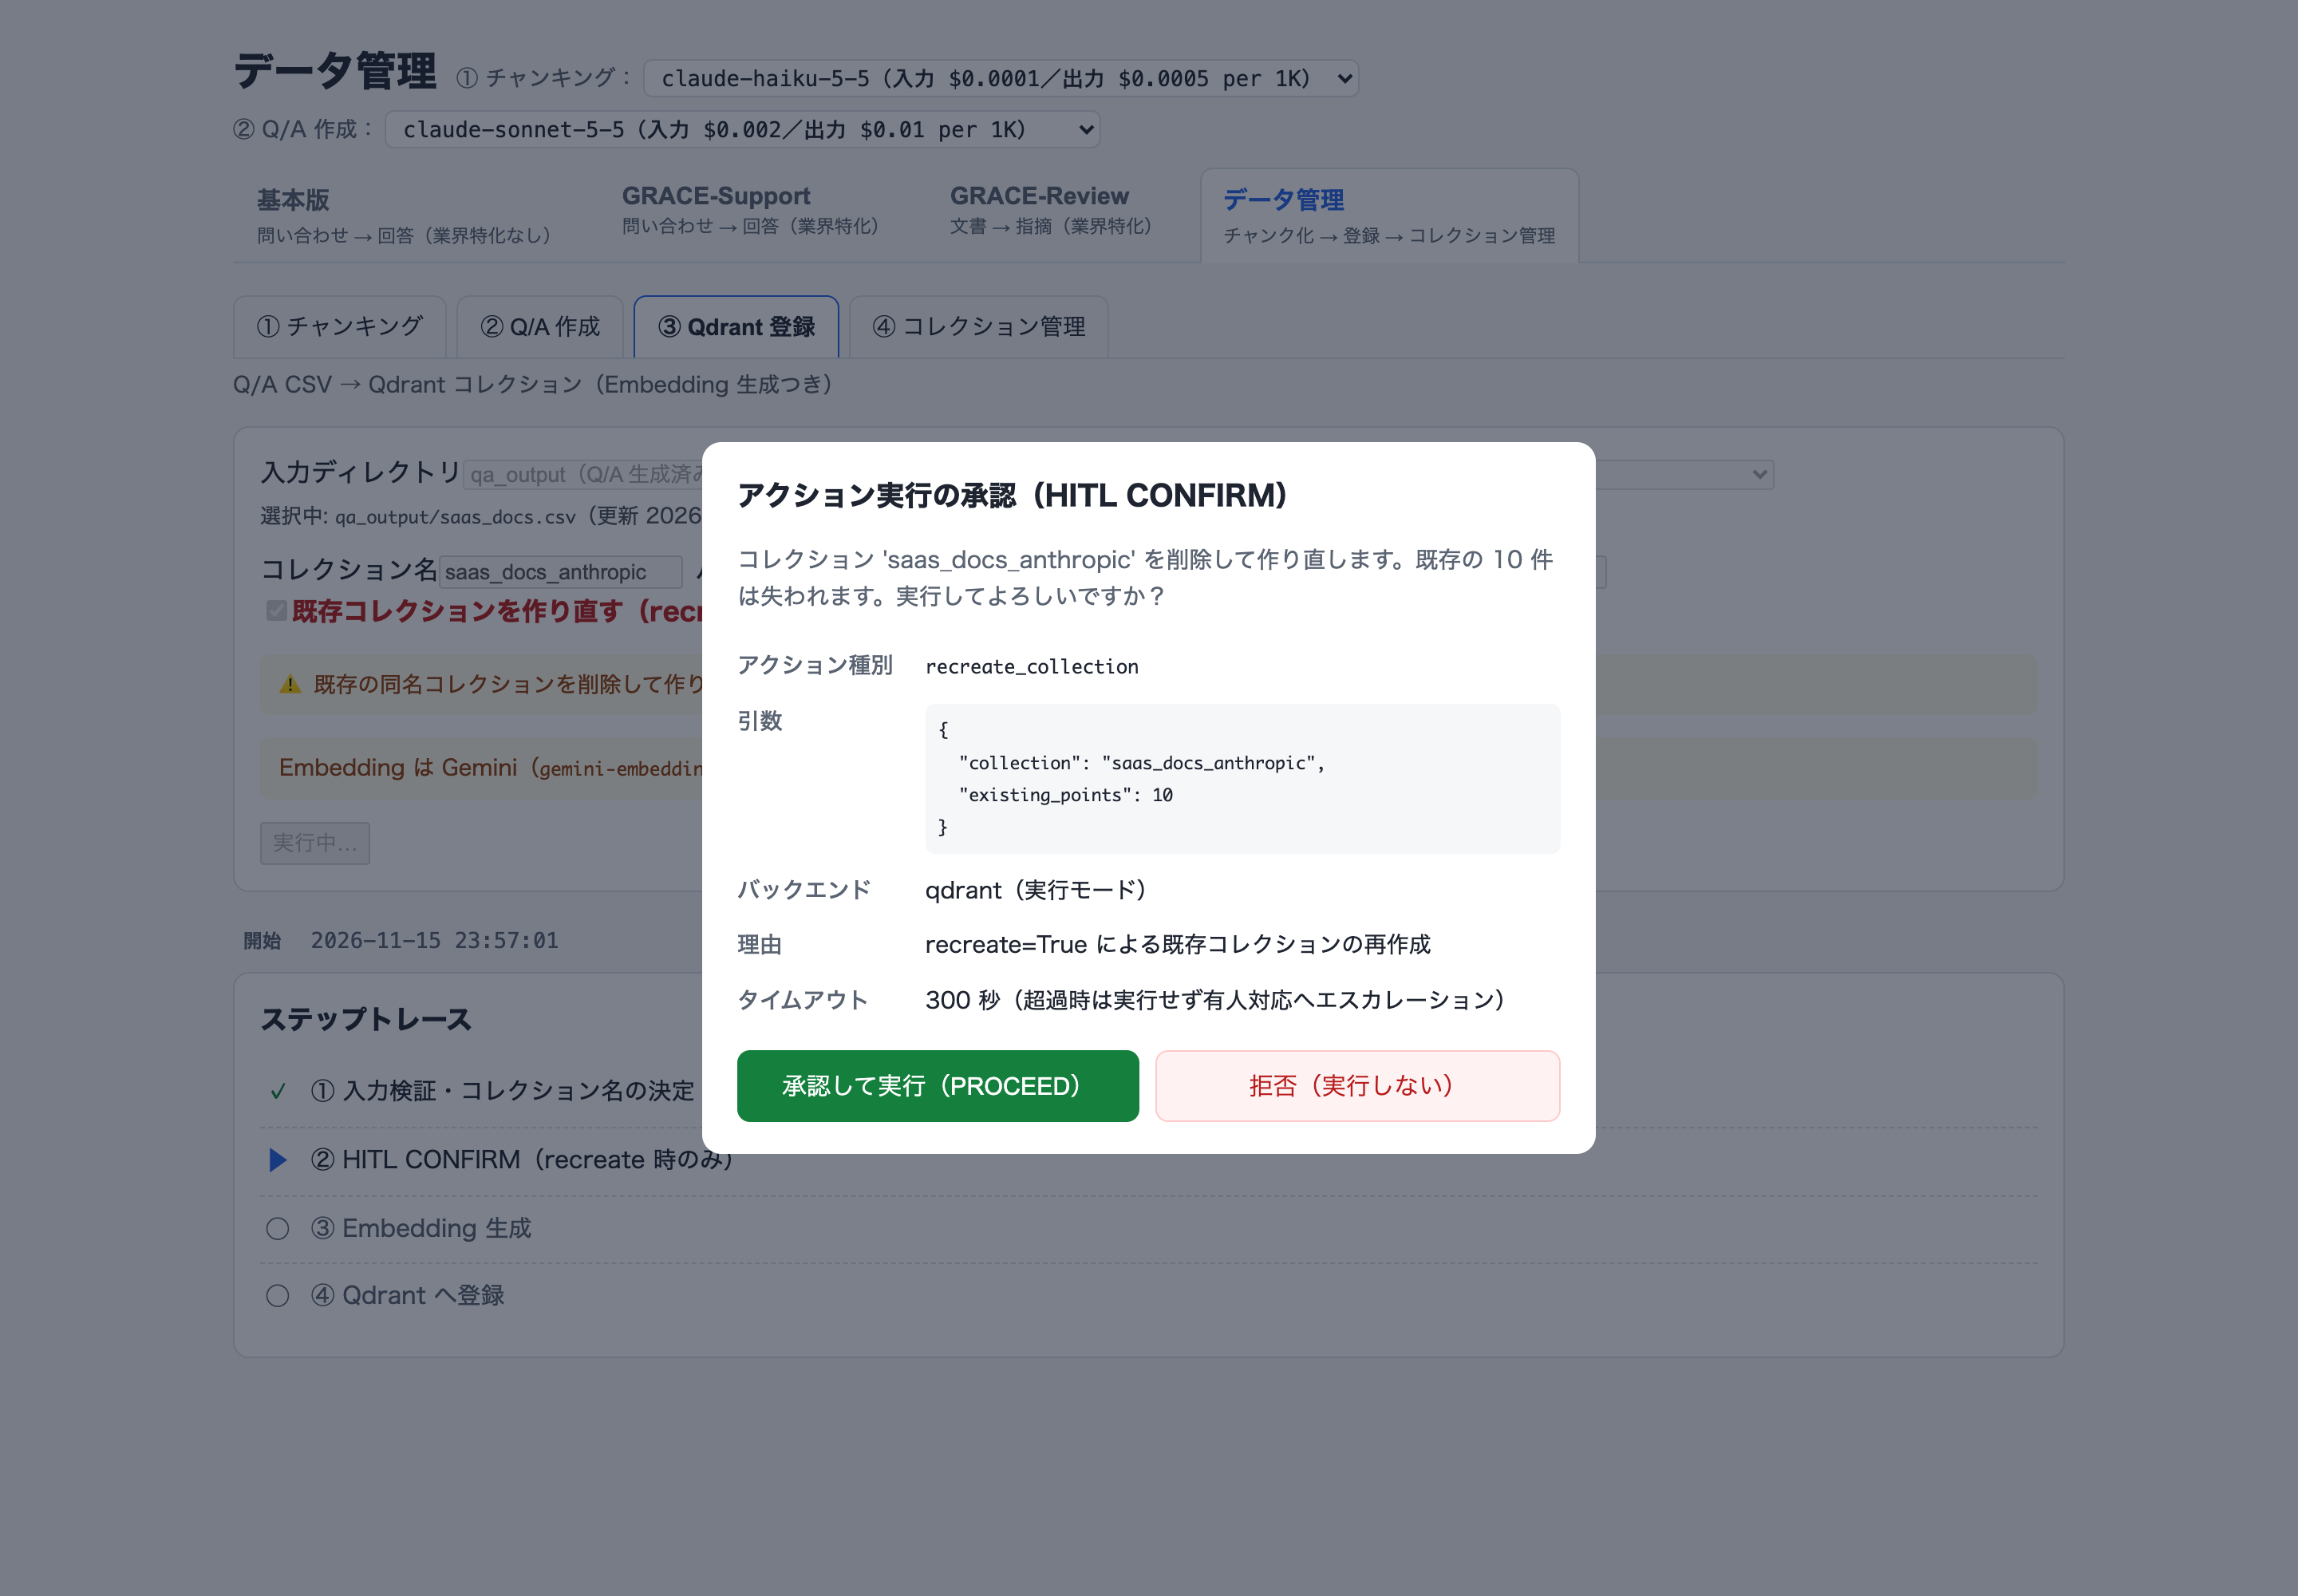 データ管理 ① チャンキング： claude-haiku-5-5（入力 $0.0001／出力 $0.0005 per 1K）
② Q/A 作成： claude-sonnet-5-5（入力 $0.002／出力 $0.01 per 1K）
基本版
問い合わせ → 回答（業界特化なし）
GRACE-Support
問い合わせ → 回答（業界特化）
GRACE-Review
文書 → 指摘（業界特化）
データ管理
チャンク化 → 登録 → コレクション管理
① チャンキング ② Q/A 作成 ③ Qdrant 登録 ④ コレクション管理
Q/A CSV → Qdrant コレクション（Embedding 生成つき）
入力ディレクトリ qa_output（Q/A 生成済み
選択中: qa_output/saas_docs.csv（更新 2026
コレクション名 saas_docs_anthropic
既存コレクションを作り直す（recr
⚠ 既存の同名コレクションを削除して作り
Embedding は Gemini（gemini-embeddin
実行中...
開始 2026-11-15 23:57:01
ステップトレース
✓ ① 入力検証・コレクション名の決定
② HITL CONFIRM（recreate 時のみ）
③ Embedding 生成
④ Qdrant へ登録
アクション実行の承認（HITL CONFIRM）
コレクション 'saas_docs_anthropic' を削除して作り直します。既存の 10 件
は失われます。実行してよろしいですか？
アクション種別 recreate_collection
引数
{
"collection": "saas_docs_anthropic",
"existing_points": 10
}
バックエンド qdrant（実行モード）
理由 recreate=True による既存コレクションの再作成
タイムアウト 300 秒（超過時は実行せず有人対応へエスカレーション）
承認して実行（PROCEED） 拒否（実行しない）